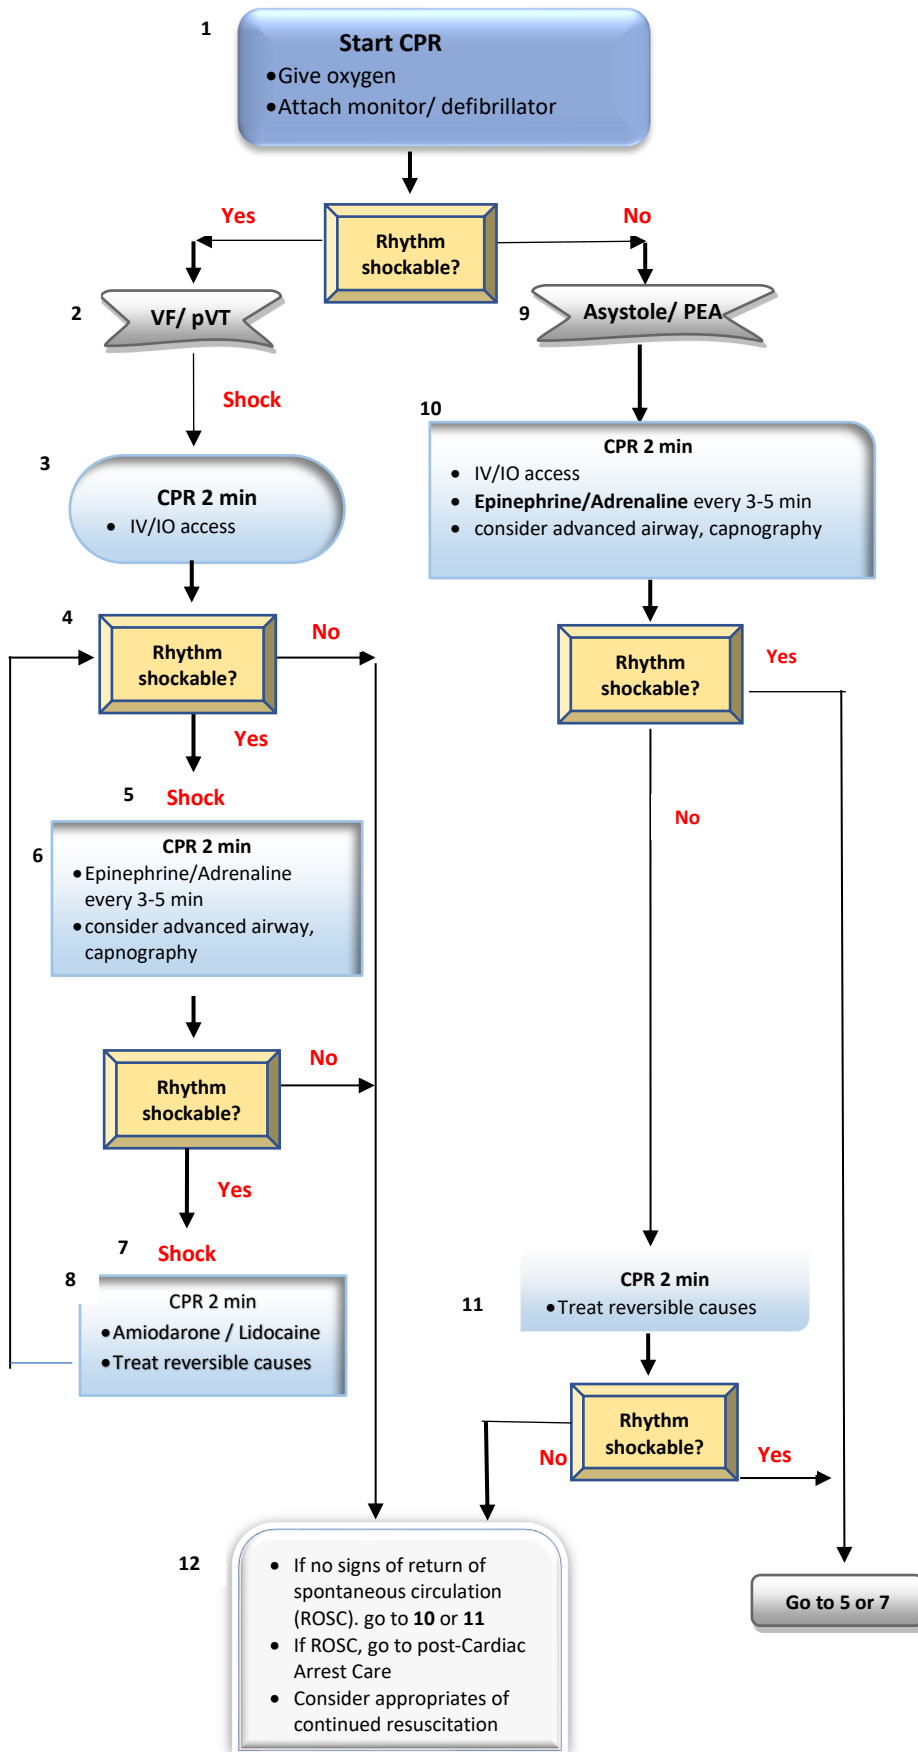 1
Start CPR
•Give oxygen
•Attach monitor/ defibrillator
Yes
No
Rhythm
shockable?
2
VF/ pVT
9
Asystole/ PEA
Shock
10
CPR 2 min
• IV/IO access
• Epinephrine/Adrenaline every 3-5 min
• consider advanced airway, capnography
3
CPR 2 min
• IV/IO access
4
Rhythm
shockable?
No
Yes
Rhythm
shockable?
Yes
No
5
Shock
6
CPR 2 min
•Epinephrine/Adrenaline
every 3-5 min
•consider advanced airway,
capnography
Rhythm
shockable?
No
Yes
7
Shock
8
CPR 2 min
•Amiodarone / Lidocaine
•Treat reversible causes
11
CPR 2 min
•Treat reversible causes
Rhythm
shockable?
No
Yes
12
• If no signs of return of
spontaneous circulation
(ROSC). go to 10 or 11
• If ROSC, go to post-Cardiac
Arrest Care
• Consider appropriates of
continued resuscitation
Go to 5 or 7